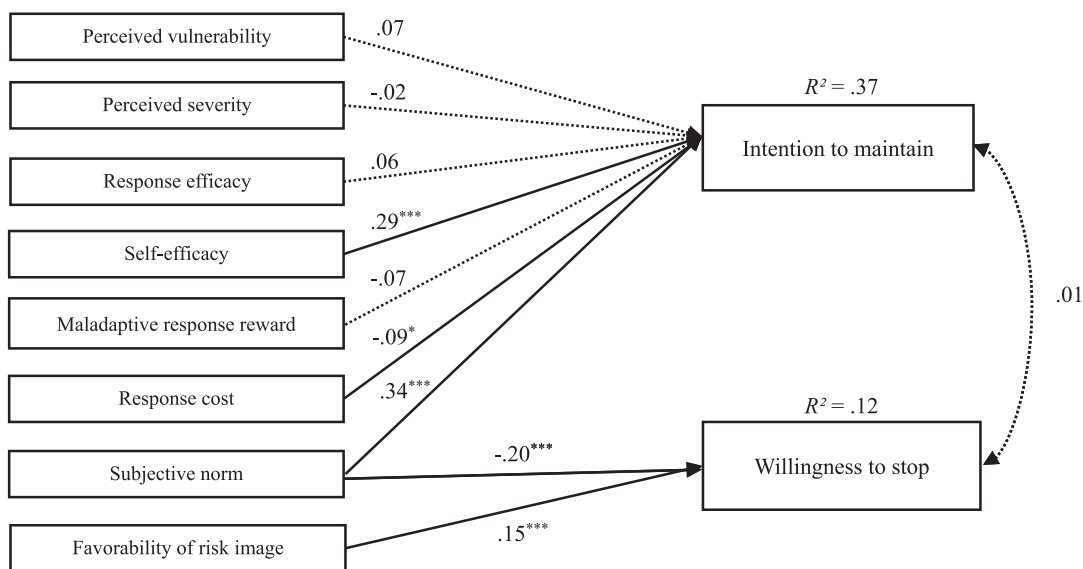 Perceived vulnerability
.07
Perceived severity
-.02
Response efficacy
.06
Self-efficacy
.29***
Maladaptive response reward
-.07
Response cost
-.09*
Subjective norm
.34***
-.20***
Favorability of risk image
.15***
R² = .37
Intention to maintain
.01
R² = .12
Willingness to stop